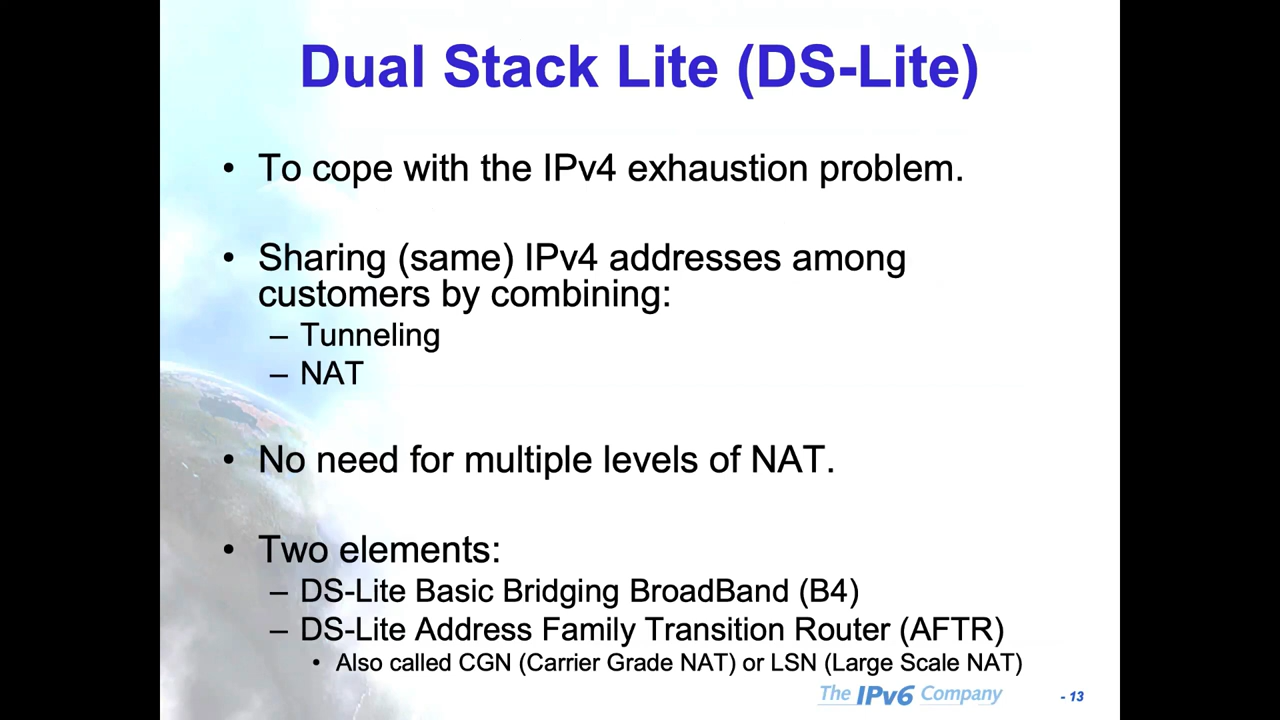 Dual Stack Lite (DS-Lite)
• To cope with the IPv4 exhaustion problem.
• Sharing (same) IPv4 addresses among
customers by combining:
– Tunneling
– NAT
• No need for multiple levels of NAT.
• Two elements:
– DS-Lite Basic Bridging BroadBand (B4)
– DS-Lite Address Family Transition Router (AFTR)
• Also called CGN (Carrier Grade NAT) or LSN (Large Scale NAT)
The IPv6 Company
- 13